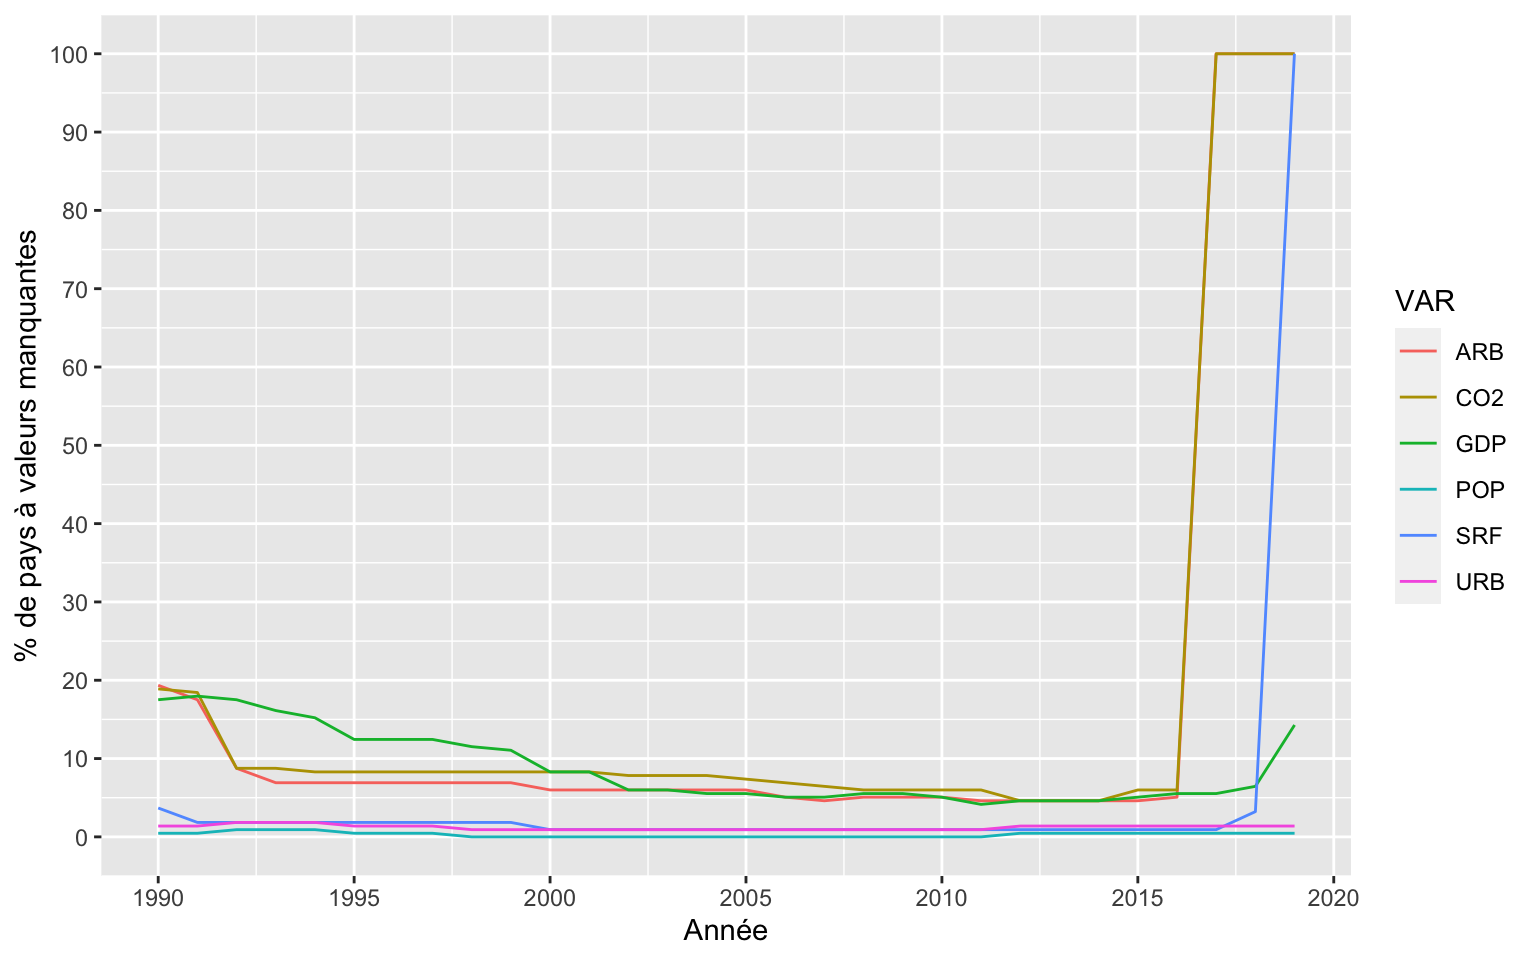 % de pays à valeurs manquantes
100
90
80
70
60
50
40
30
20
10
0
1990 1995 2000 2005 2010 2015 2020
Année
VAR
ARB
CO2
GDP
POP
SRF
URB